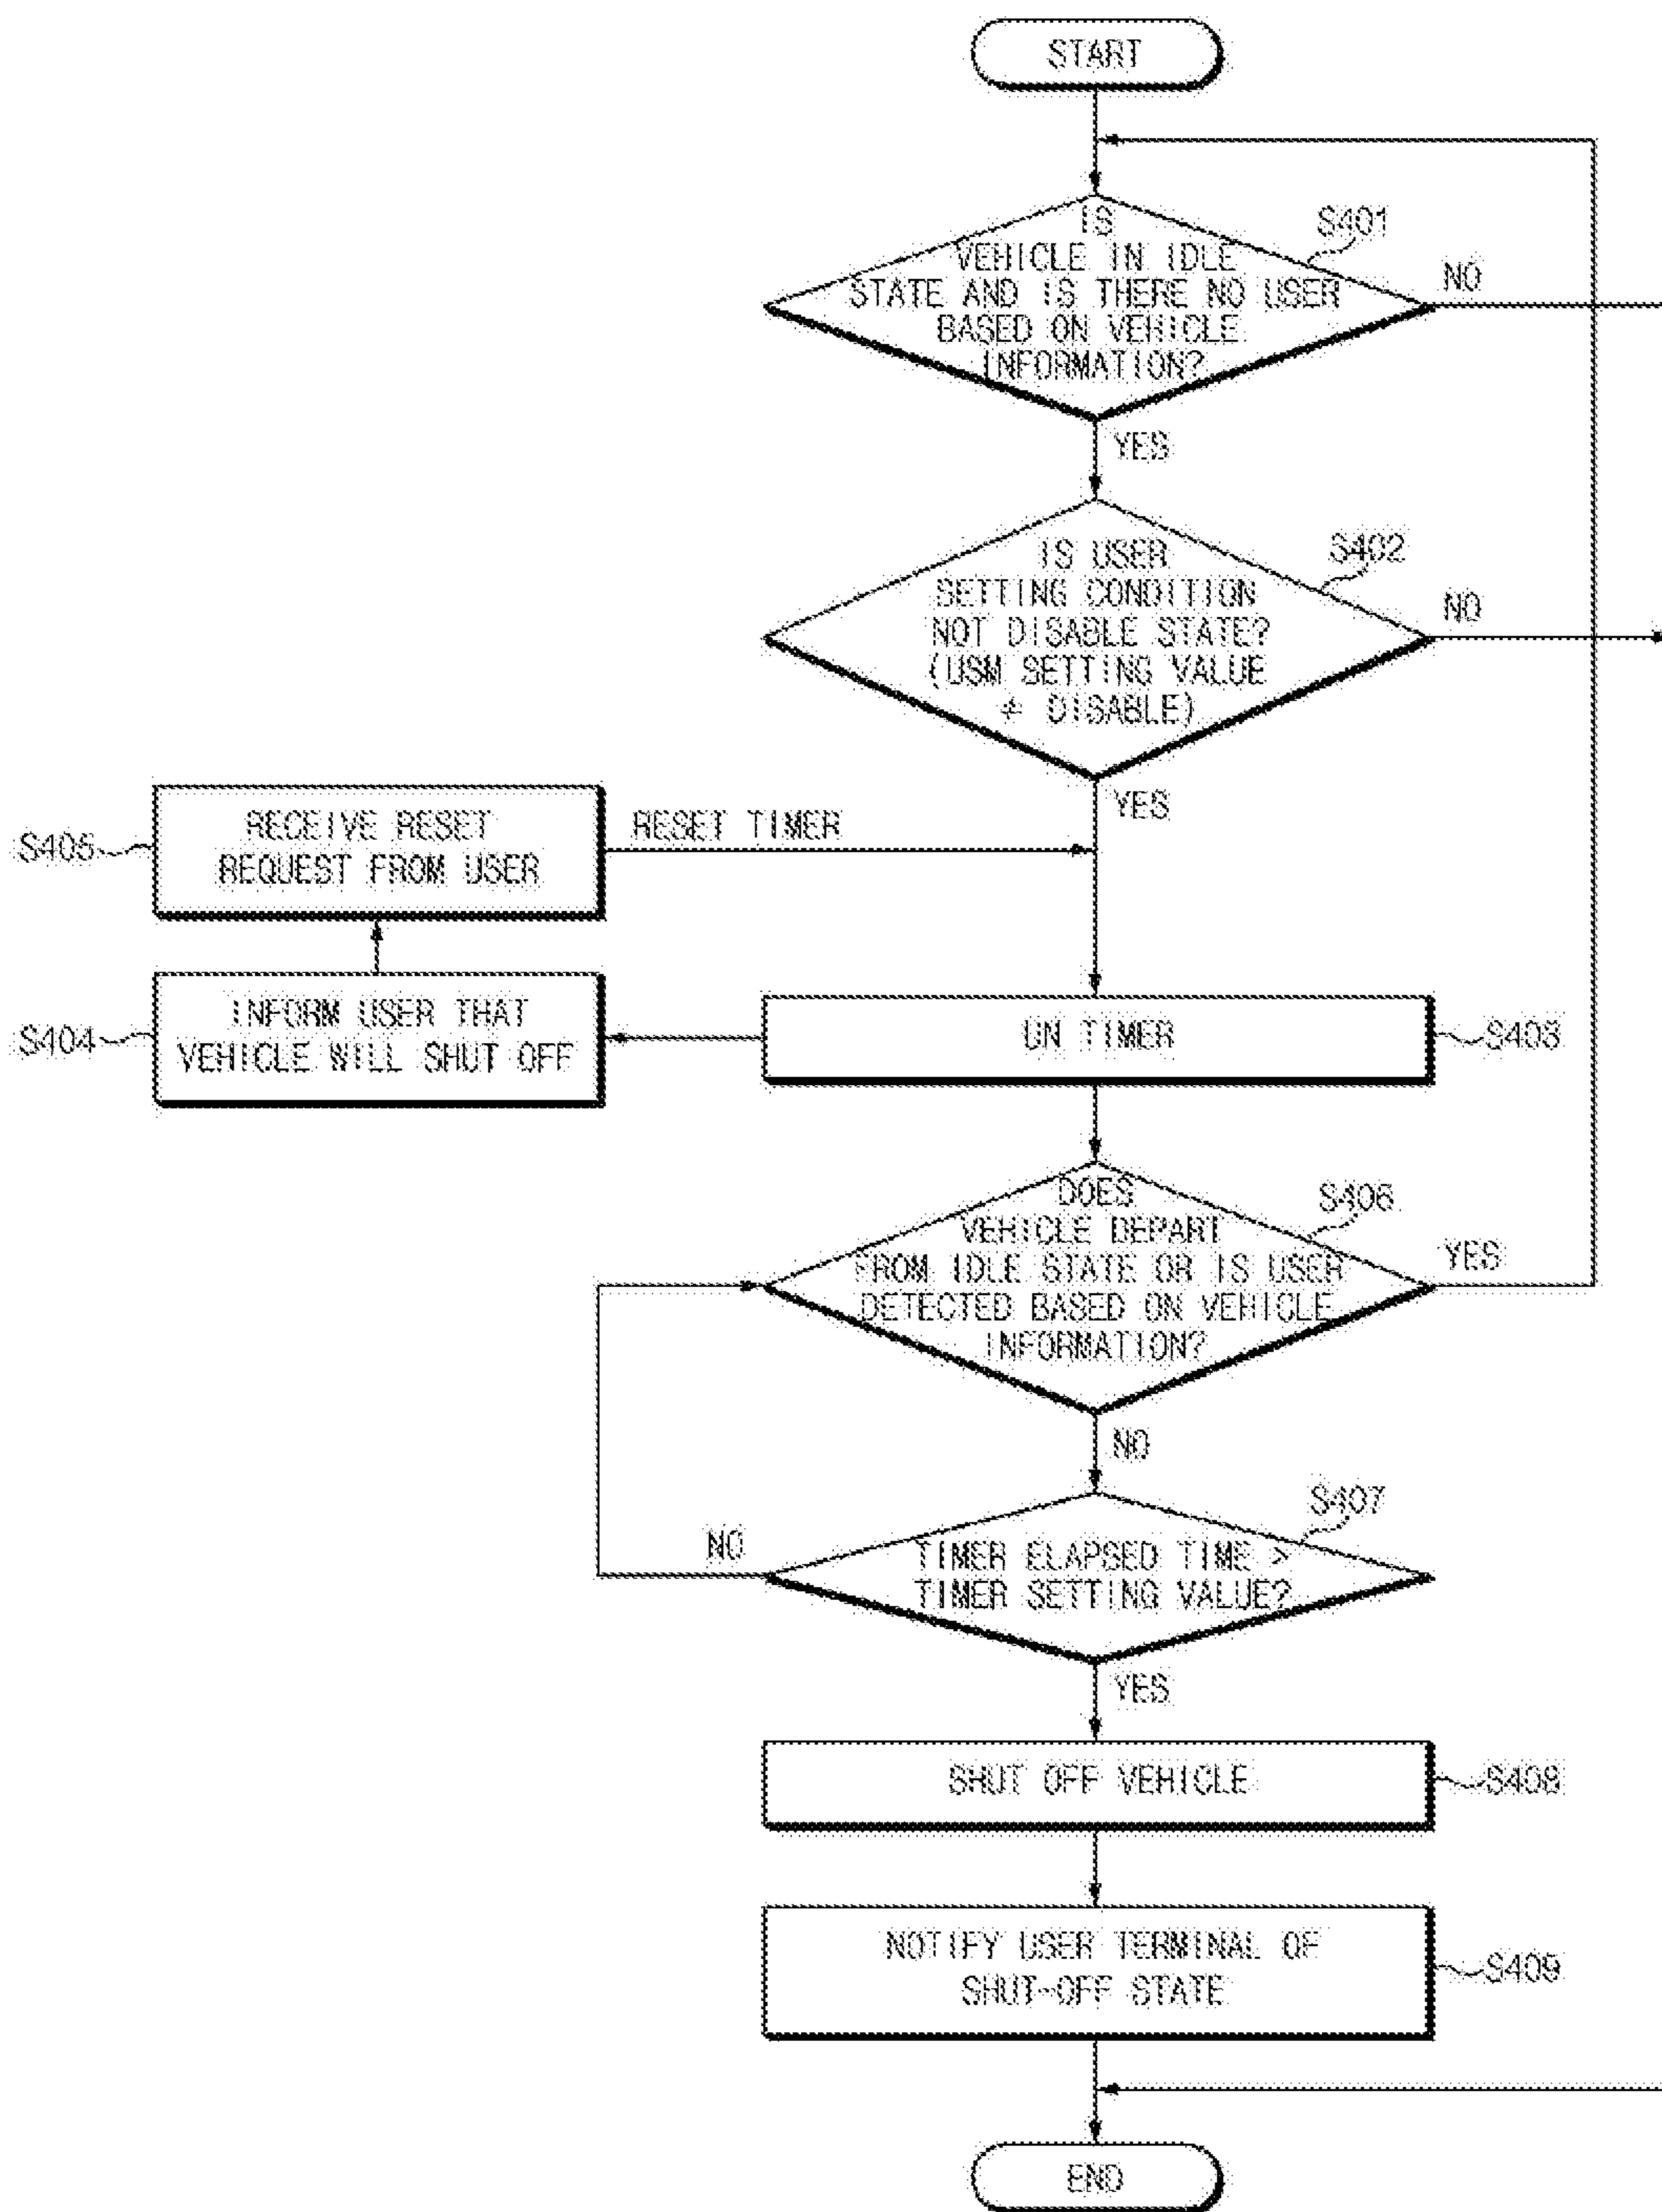 START
IS
VEHICLE IN IDLE
STATE AND IS THERE NO USER
BASED ON VEHICLE
INFORMATION?
S401
NO
YES
IS USER
SETTING CONDITION
NOT DISABLE STATE?
(USM SETTING VALUE
≠ DISABLE)
S402
NO
YES
RECEIVE RESET
REQUEST FROM USER
S405
RESET TIMER
INFORM USER THAT
VEHICLE WILL SHUT OFF
S404
UN TIMER
S403
DOES
VEHICLE DEPART
FROM IDLE STATE OR IS USER
DETECTED BASED ON VEHICLE
INFORMATION?
S406
YES
NO
TIMER ELAPSED TIME >
TIMER SETTING VALUE?
S407
NO
YES
SHUT OFF VEHICLE
S408
NOTIFY USER TERMINAL OF
SHUT-OFF STATE
S409
END